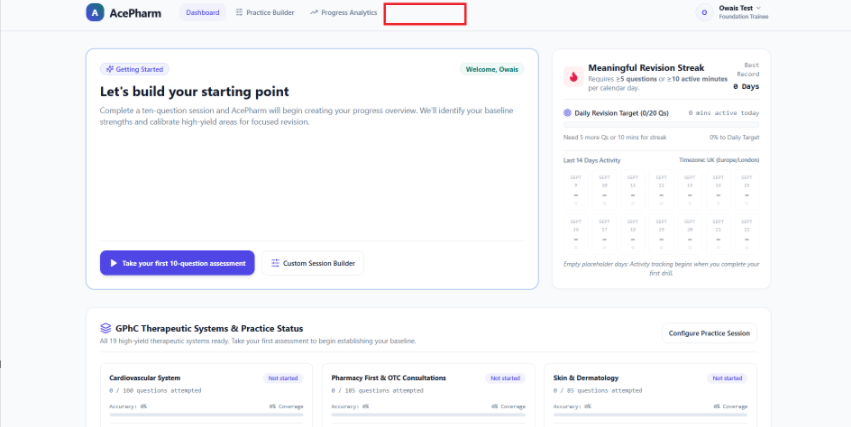 A AcePharm Dashboard Practice Builder Progress Analytics O Owais Test
Foundation Trainee
Getting Started Welcome, Owais
Let's build your starting point
Complete a ten-question session and AcePharm will begin creating your progress overview. We'll identify your baseline
strengths and calibrate high-yield areas for focused revision.
Take your first 10-question assessment Custom Session Builder
Meaningful Revision Streak
Requires ≥5 questions or ≥10 active minutes
per calendar day.
Best
Record
0 Days
Daily Revision Target (0/20 Qs) 0 mins active today
Need 5 more Qs or 10 mins for streak 0% to Daily Target
Last 14 Days Activity Timezone: UK (Europe/London)
SEPT SEPT SEPT SEPT SEPT SEPT SEPT
9 10 11 12 13 14 15
SEPT SEPT SEPT SEPT SEPT SEPT SEPT
16 17 18 19 20 21 22
Empty placeholder days: Activity tracking begins when you complete your
first drill.
GPhC Therapeutic Systems & Practice Status
All 19 high-yield therapeutic systems ready. Take your first assessment to begin establishing your baseline.
Configure Practice Session
Cardiovascular System Not started
0 / 160 questions attempted
Accuracy: 0% 0% Coverage
Pharmacy First & OTC Consultations Not started
0 / 105 questions attempted
Accuracy: 0% 0% Coverage
Skin & Dermatology Not started
0 / 85 questions attempted
Accuracy: 0% 0% Coverage